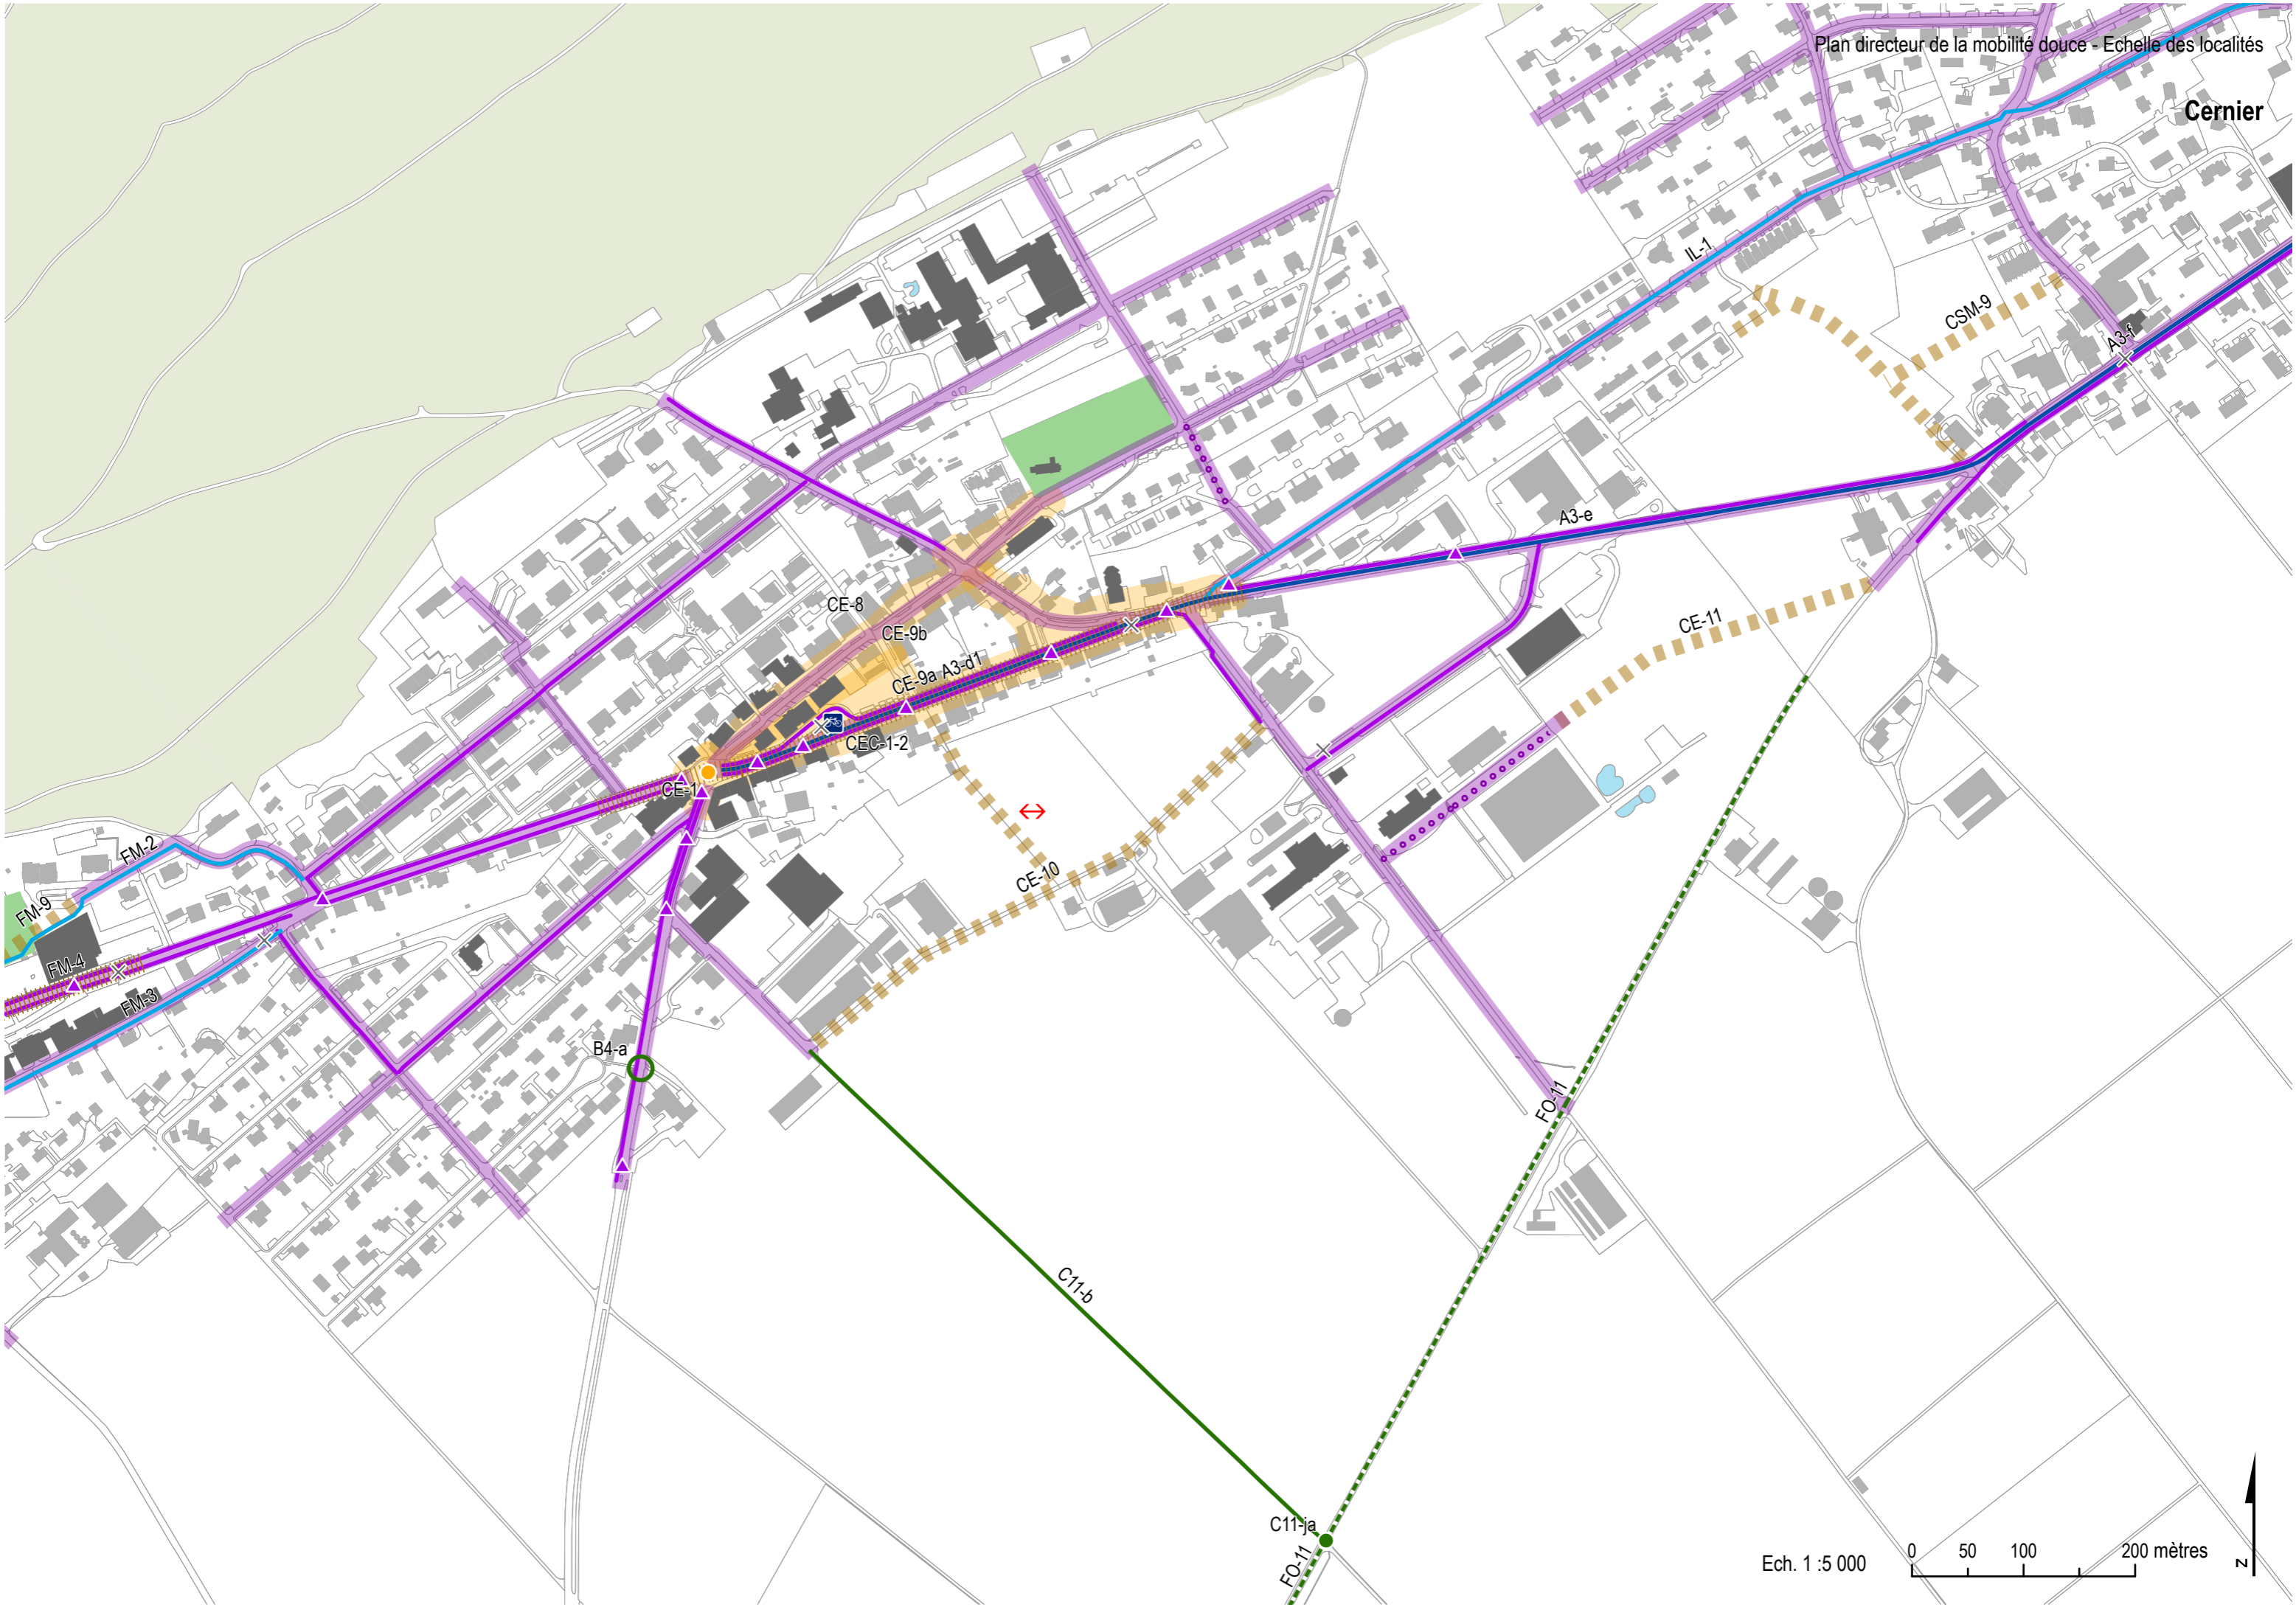 Plan directeur de la mobilité douce - Echelle des localités
Cernier
IL-1
CSM-9
A3-f
A3-e
CE-8
CE-11
CE-9b
CE-9a A3-d1
CEC-1-2
CE-1
FM-2
CE-10
FM-9
FM-4
FM-3
B4-a
FO-11
C11-b
C11-ja
FO-11
Ech. 1 :5 000
0 50 100 200 mètres
N